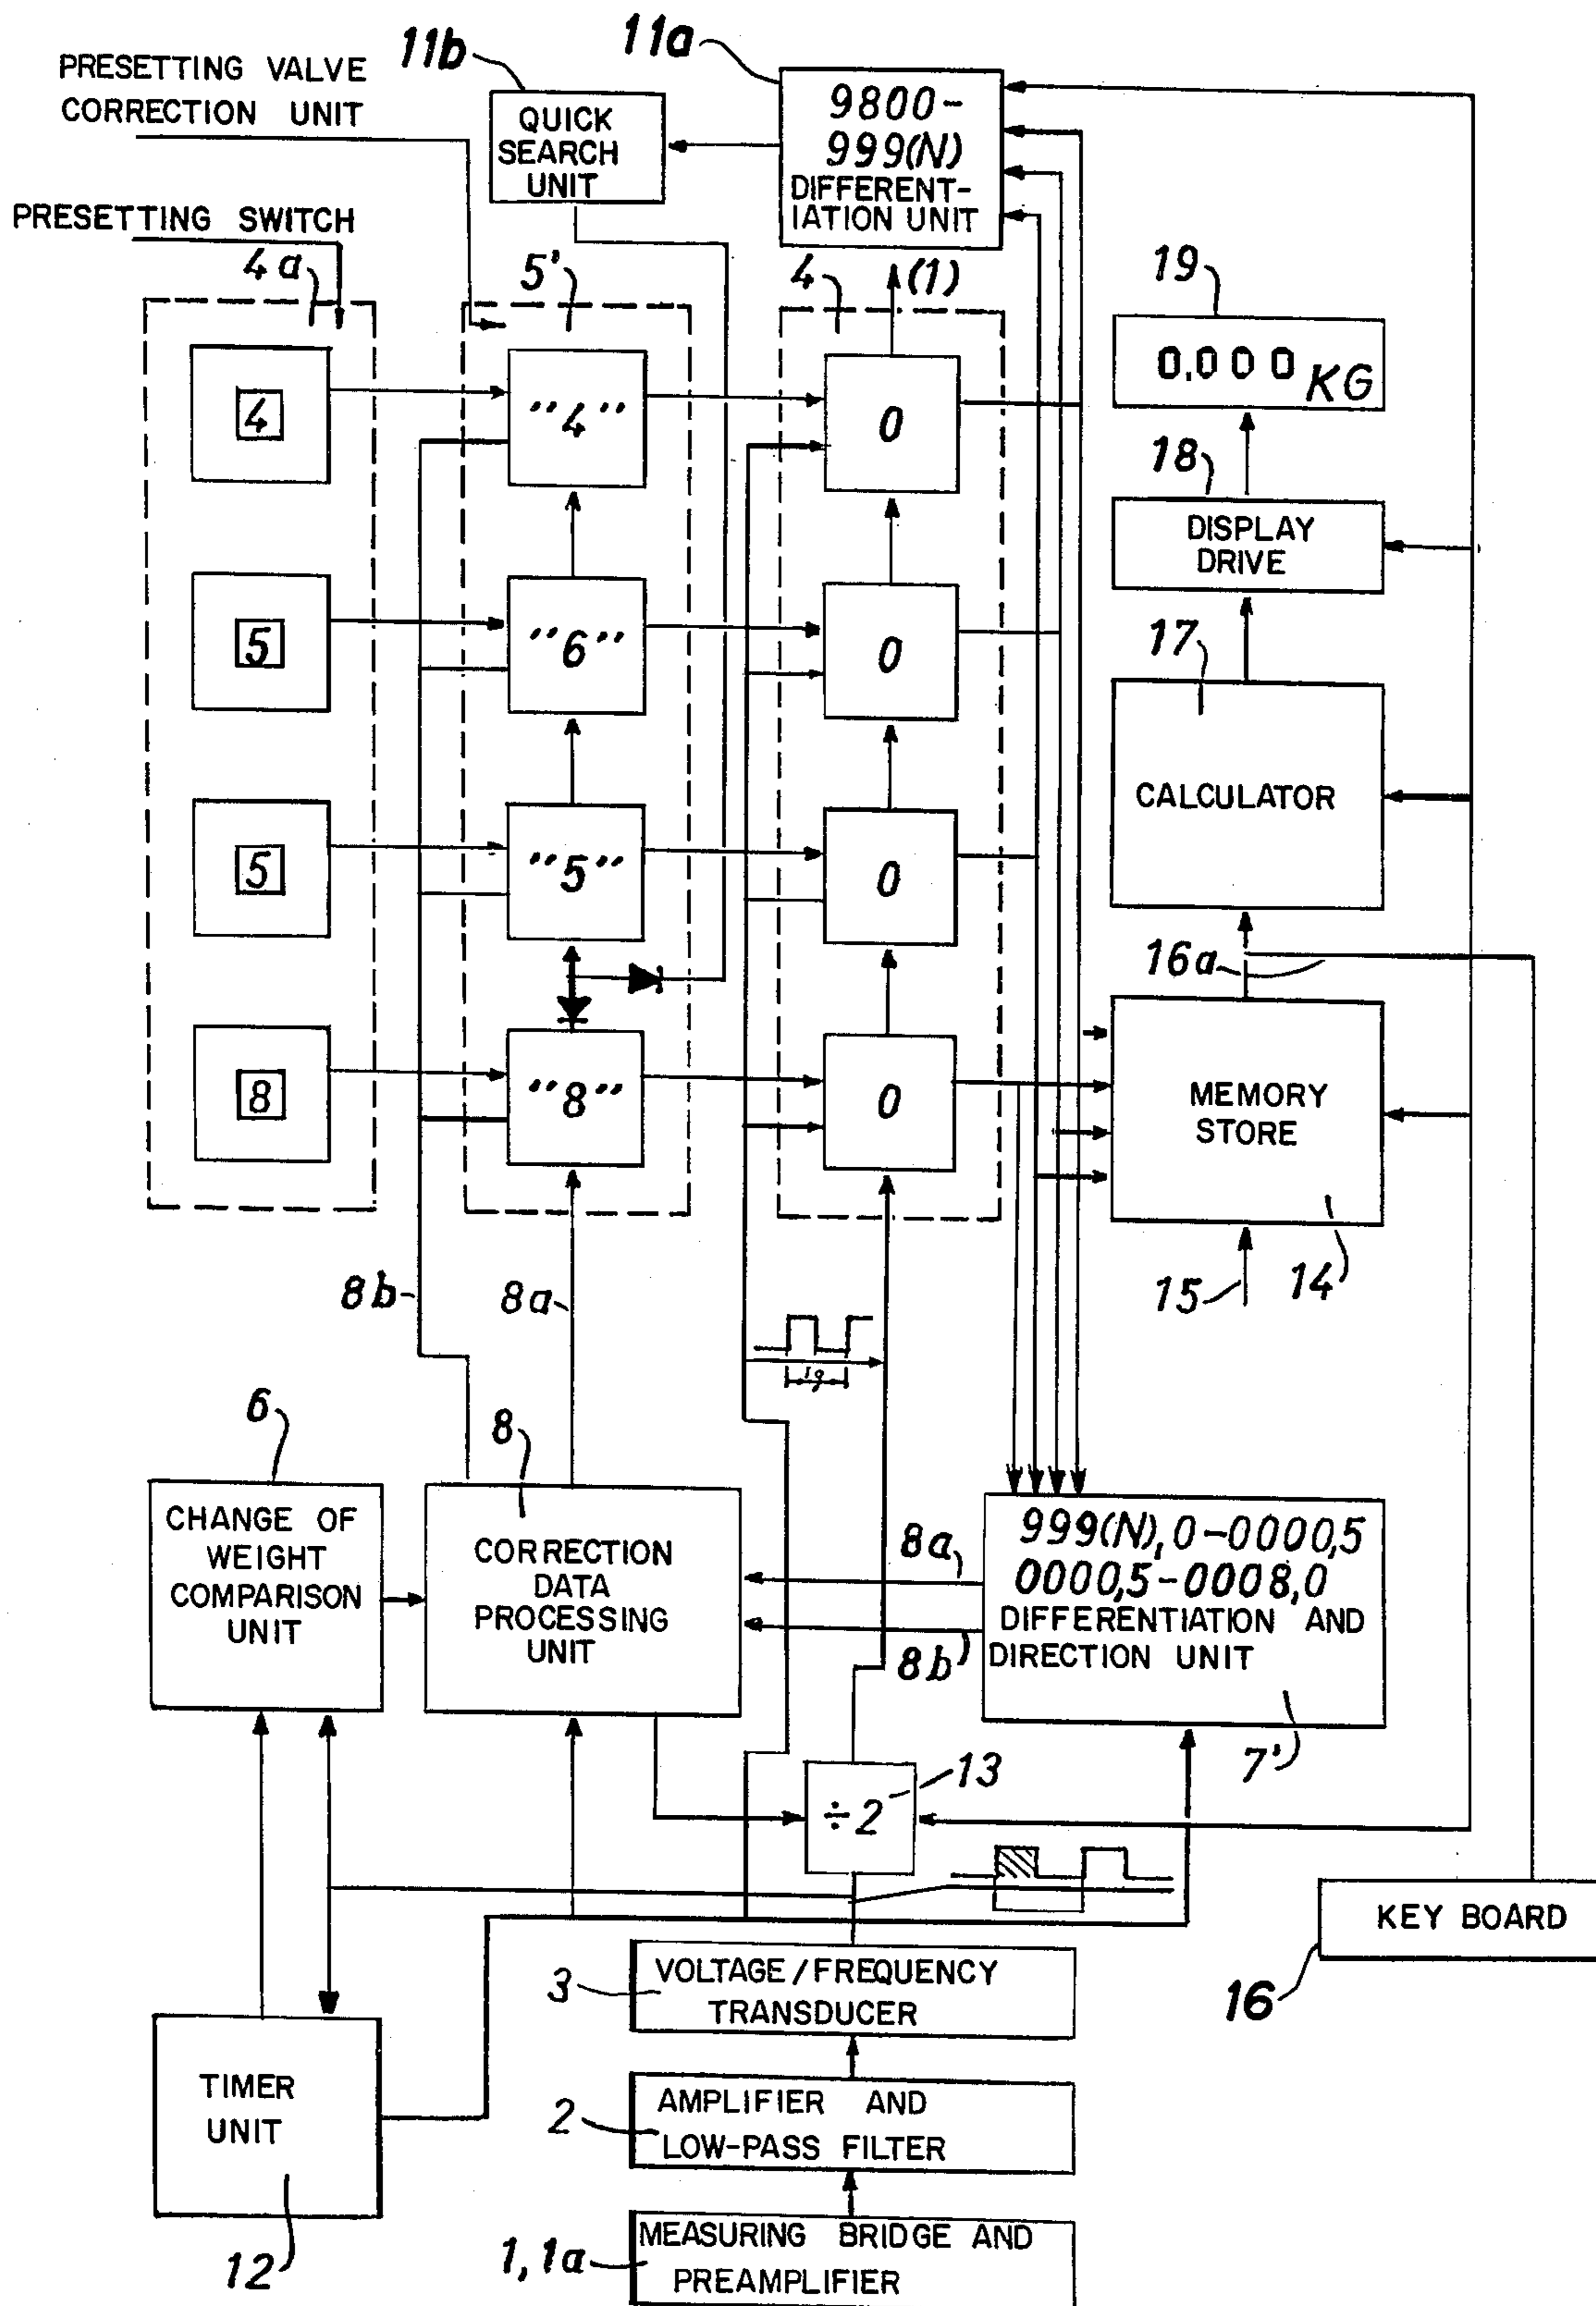 PRESETTING VALVE
CORRECTION UNIT
11b
11a
QUICK
SEARCH
UNIT
9800-
999(N)
DIFFERENT-
IATION UNIT
PRESETTING SWITCH
4a
5'
4
(1)
19
0.000 KG
4
"4"
0
18
DISPLAY
DRIVE
5
"6"
0
17
CALCULATOR
5
"5"
0
16a
8
"8"
0
MEMORY
STORE
8b
8a
15
14
1g
6
8
CHANGE OF
WEIGHT
COMPARISON
UNIT
CORRECTION
DATA
PROCESSING
UNIT
8a
8b
999(N),0-0000,5
0000,5-0008,0
DIFFERENTIATION AND
DIRECTION UNIT
7'
÷2
13
KEY BOARD
16
3
VOLTAGE/FREQUENCY
TRANSDUCER
TIMER
UNIT
12
2
AMPLIFIER AND
LOW-PASS FILTER
1, 1a
MEASURING BRIDGE AND
PREAMPLIFIER